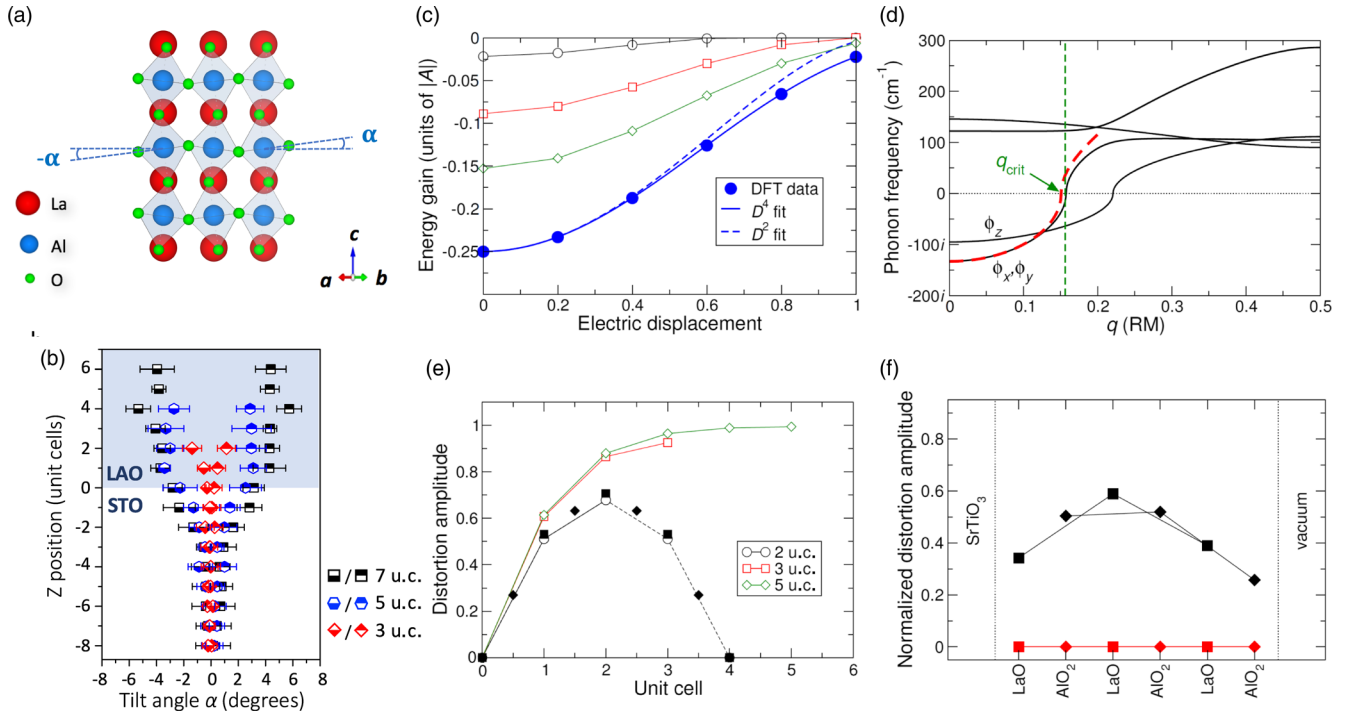 (a)
α
-α
La
Al
O
c
a
b
(b)
Z position (unit cells)
6
4
2
0
-2
-4
-6
-8
LAO
STO
-8 -4 0 4 8
Tilt angle α (degrees)
/ 7 u.c.
/ 5 u.c.
/ 3 u.c.
(c)
Energy gain (units of |A|)
0
-0.05
-0.1
-0.15
-0.2
-0.25
0 0.2 0.4 0.6 0.8 1
Electric displacement
DFT data
D⁴ fit
D² fit
(d)
Phonon frequency (cm⁻¹)
300
200
100
0
-100i
-200i
q_crit
ϕ_z
ϕ_x,ϕ_y
0 0.1 0.2 0.3 0.4 0.5
q (RM)
(e)
Distortion amplitude
1
0.8
0.6
0.4
0.2
0
0 1 2 3 4 5 6
Unit cell
2 u.c.
3 u.c.
5 u.c.
(f)
Normalized distortion amplitude
1
0.8
0.6
0.4
0.2
0
SrTiO₃
vacuum
LaO
AlO₂
LaO
AlO₂
LaO
AlO₂